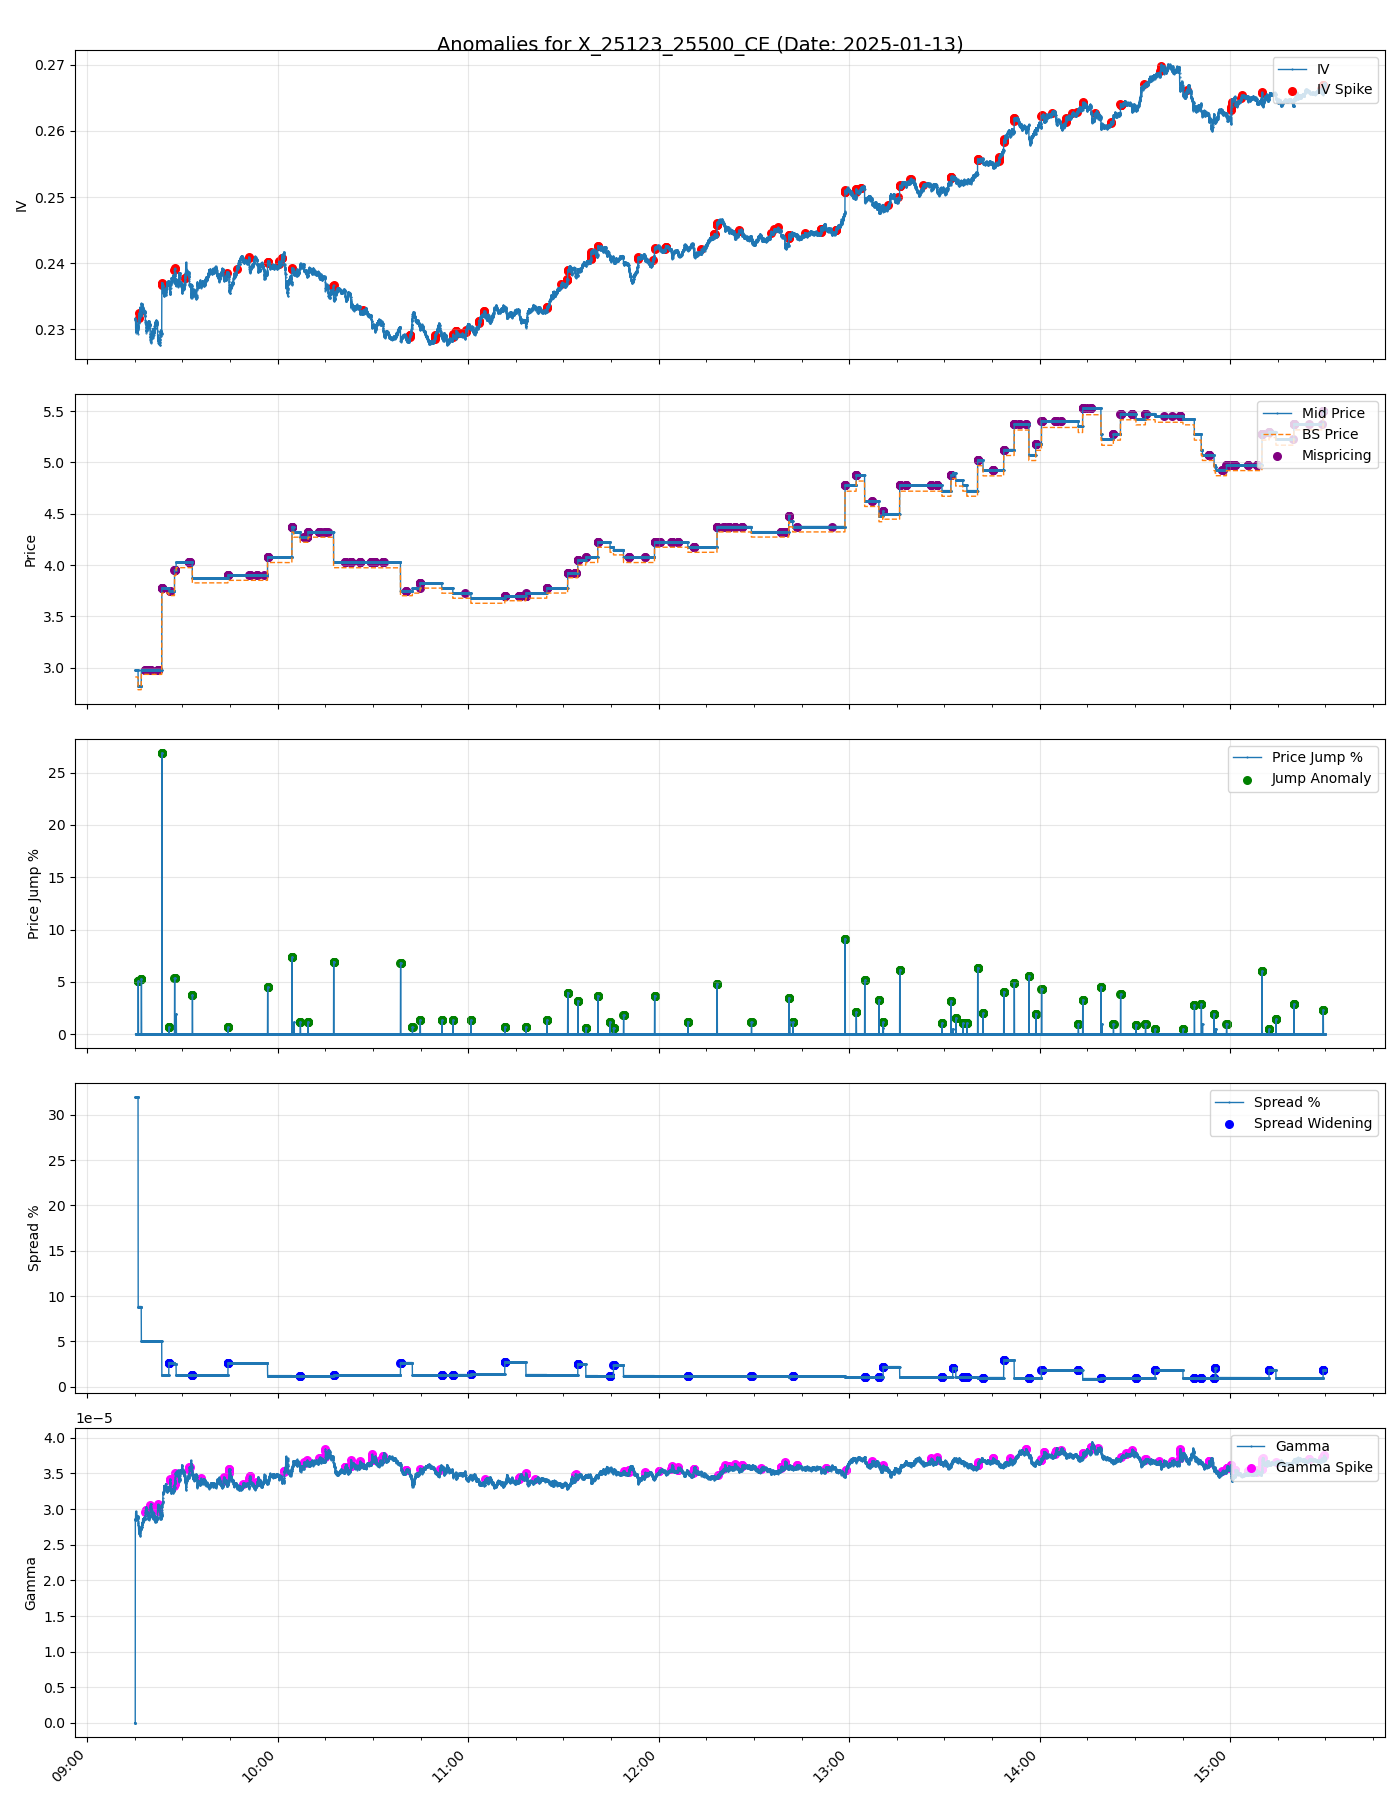 Anomalies for X_25123_25500_CE (Date: 2025-01-13)
0.27
0.26
0.25
0.24
0.23
IV
IV
IV Spike
5.5
5.0
4.5
4.0
3.5
3.0
Price
Mid Price
BS Price
Mispricing
25
20
15
10
5
0
Price Jump %
Price Jump %
Jump Anomaly
30
25
20
15
10
5
0
Spread %
Spread %
Spread Widening
1e−5
4.0
3.5
3.0
2.5
2.0
1.5
1.0
0.5
0.0
Gamma
Gamma
Gamma Spike
09:00
10:00
11:00
12:00
13:00
14:00
15:00